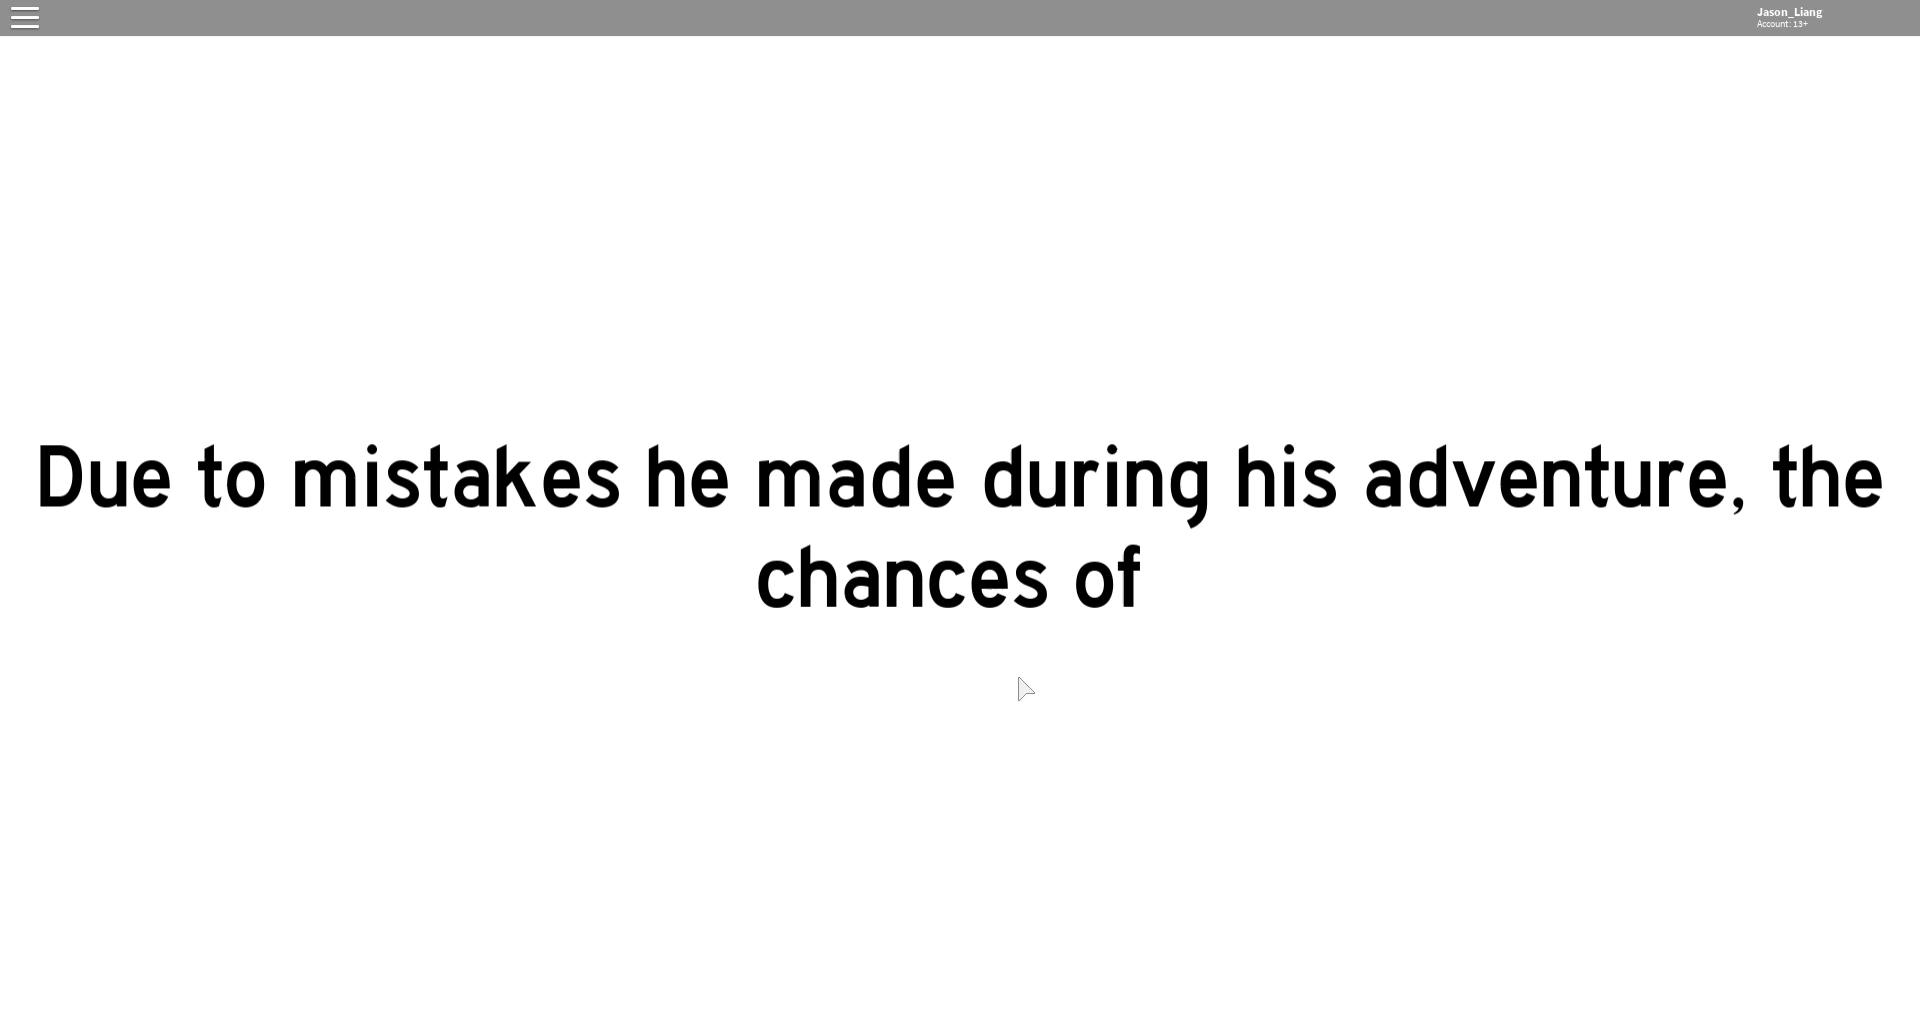 Jason_Liang
Account: 13+
Due to mistakes he made during his adventure, the
chances of